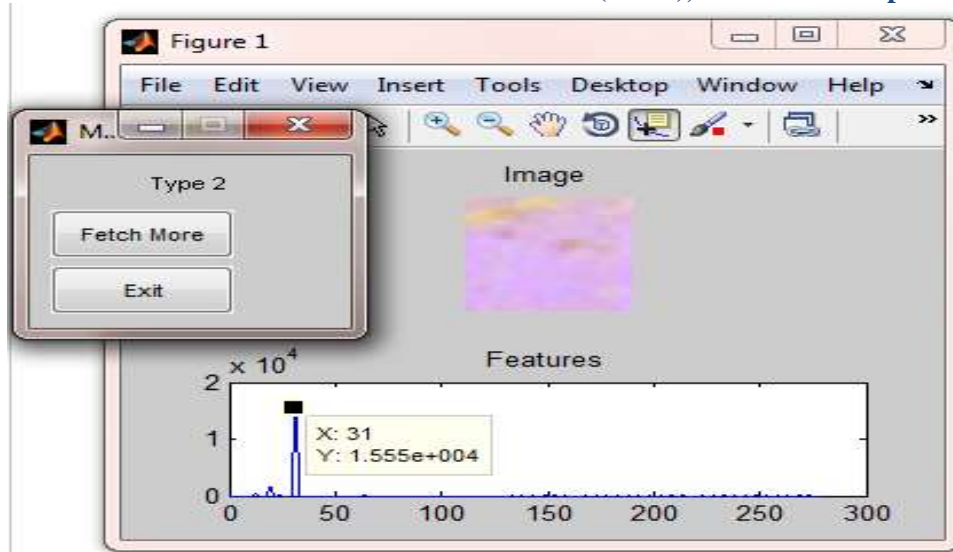 Figure 1
File Edit View Insert Tools Desktop Window Help
M..
Type 2
Fetch More
Exit
Image
Features
x 10^4
2
1
0
X: 31
Y: 1.555e+004
0 50 100 150 200 250 300